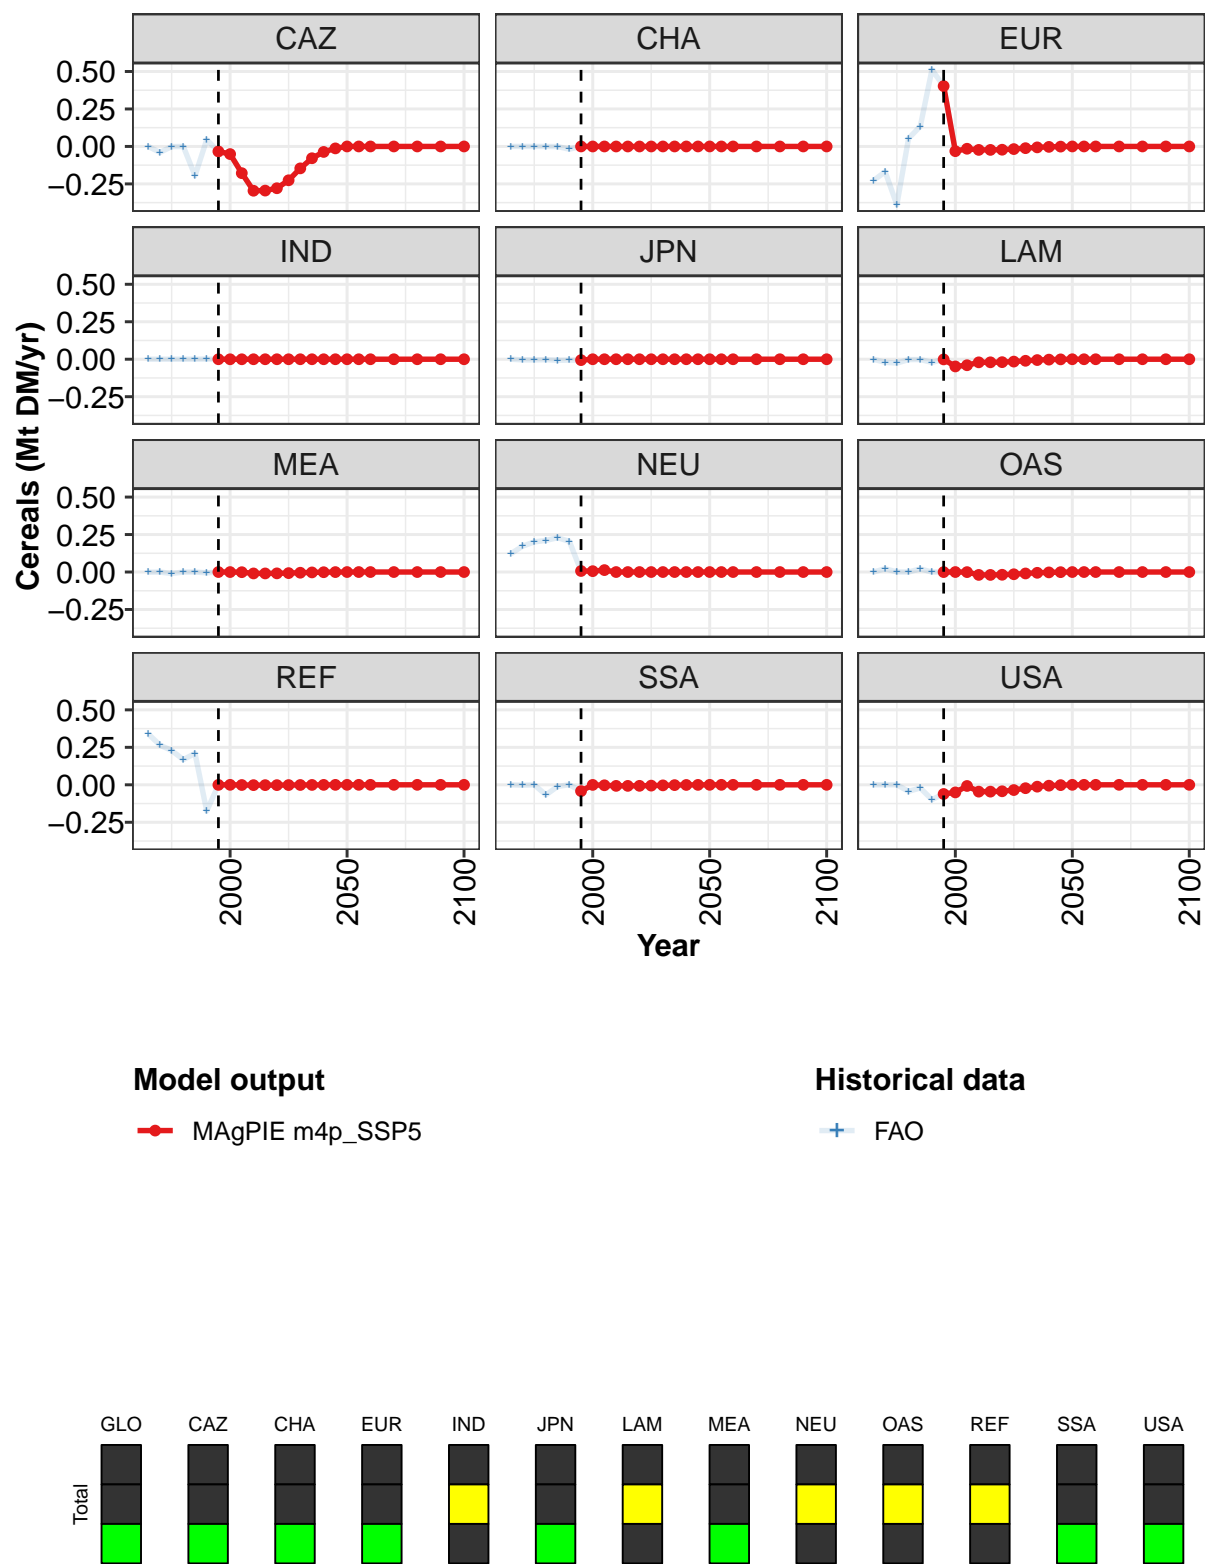 CAZ CHA EUR
0.50
0.25
0.00
−0.25
IND JPN LAM
0.50
0.25
0.00
−0.25
MEA NEU OAS
0.50
0.25
0.00
−0.25
REF SSA USA
0.50
0.25
0.00
−0.25
Cereals (Mt DM/yr)
2000 2050 2100 2000 2050 2100 2000 2050 2100
Year
Model output Historical data
MAgPIE m4p_SSP5 FAO
GLO CAZ CHA EUR IND JPN LAM MEA NEU OAS REF SSA USA
Total